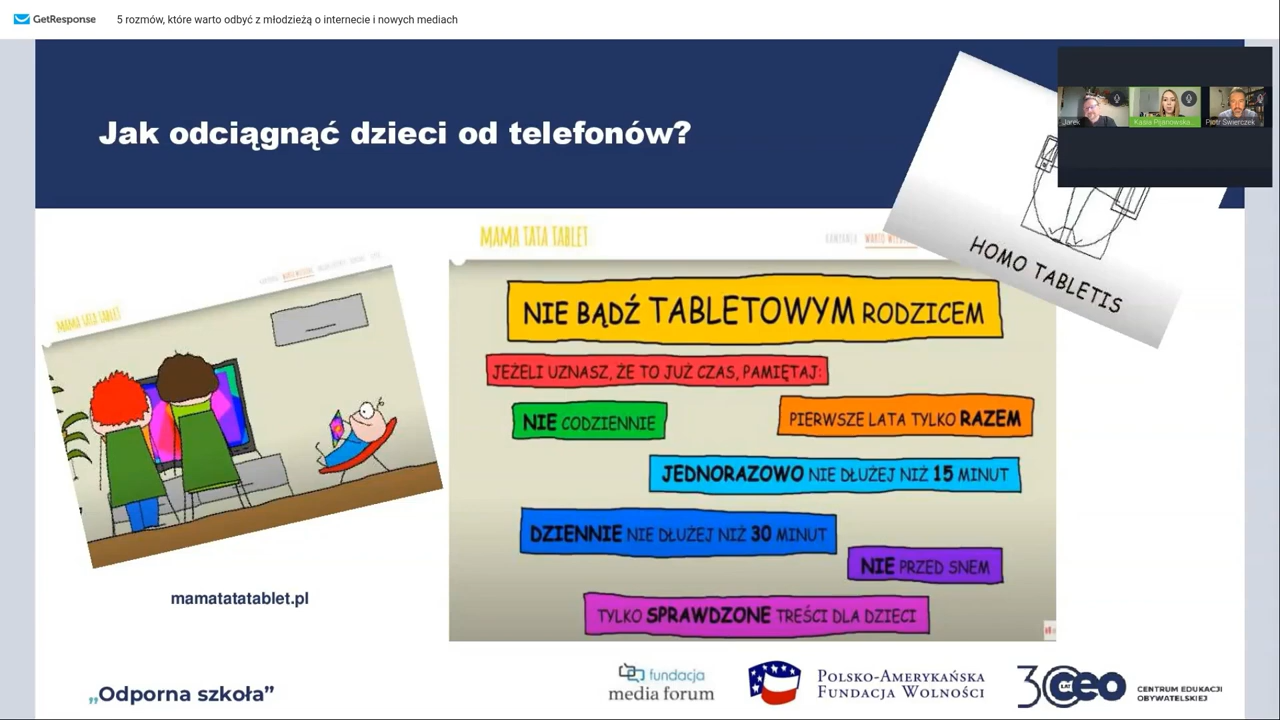 GetResponse
5 rozmów, które warto odbyć z młodzieżą o internecie i nowych mediach
Jak odciągnąć dzieci od telefonów?
Jarek
Kasia Pijanowska...
Piotr Świerczek
HOMO TABLETIS
MAMA TATA TABLET
MAMA TATA TABLET
KAMPANIA
NIE BĄDŹ TABLETOWYM RODZICEM
JEŻELI UZNASZ, ŻE TO JUŻ CZAS, PAMIĘTAJ:
NIE CODZIENNIE
PIERWSZE LATA TYLKO RAZEM
JEDNORAZOWO NIE DŁUŻEJ NIŻ 15 MINUT
DZIENNIE NIE DŁUŻEJ NIŻ 30 MINUT
NIE PRZED SNEM
TYLKO SPRAWDZONE TREŚCI DLA DZIECI
mamatatatablet.pl
„Odporna szkoła”
fundacja
media forum
POLSKO-AMERYKAŃSKA
FUNDACJA WOLNOŚCI
30 LAT CEO
CENTRUM EDUKACJI
OBYWATELSKIEJ